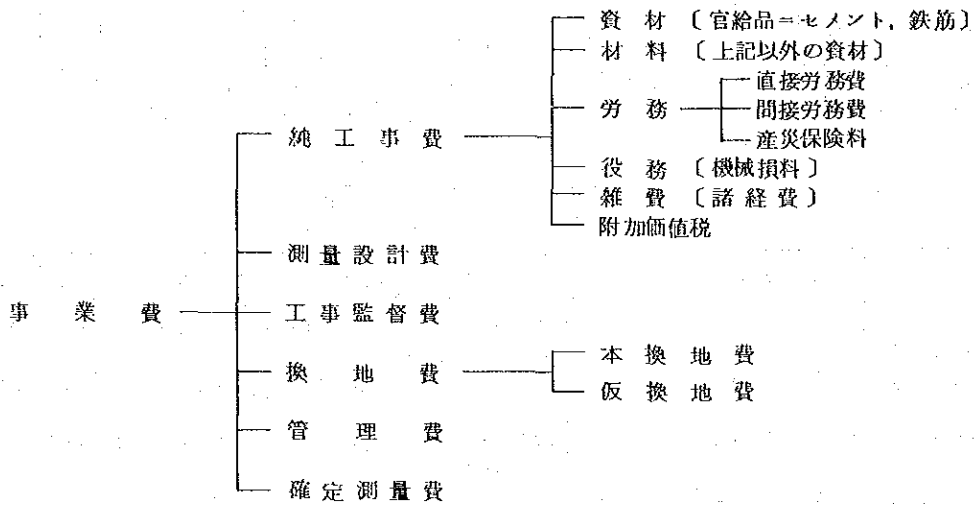 資材〔官給品=セメント,鉄筋〕
材料〔上記以外の資材〕
直接労務費
労務
間接労務費
産災保険料
純工事費
役務〔機械損料〕
雑費〔諸経費〕
附加価値税
測量設計費
事業費
工事監督費
換地費
本換地費
仮換地費
管理費
確定測量費